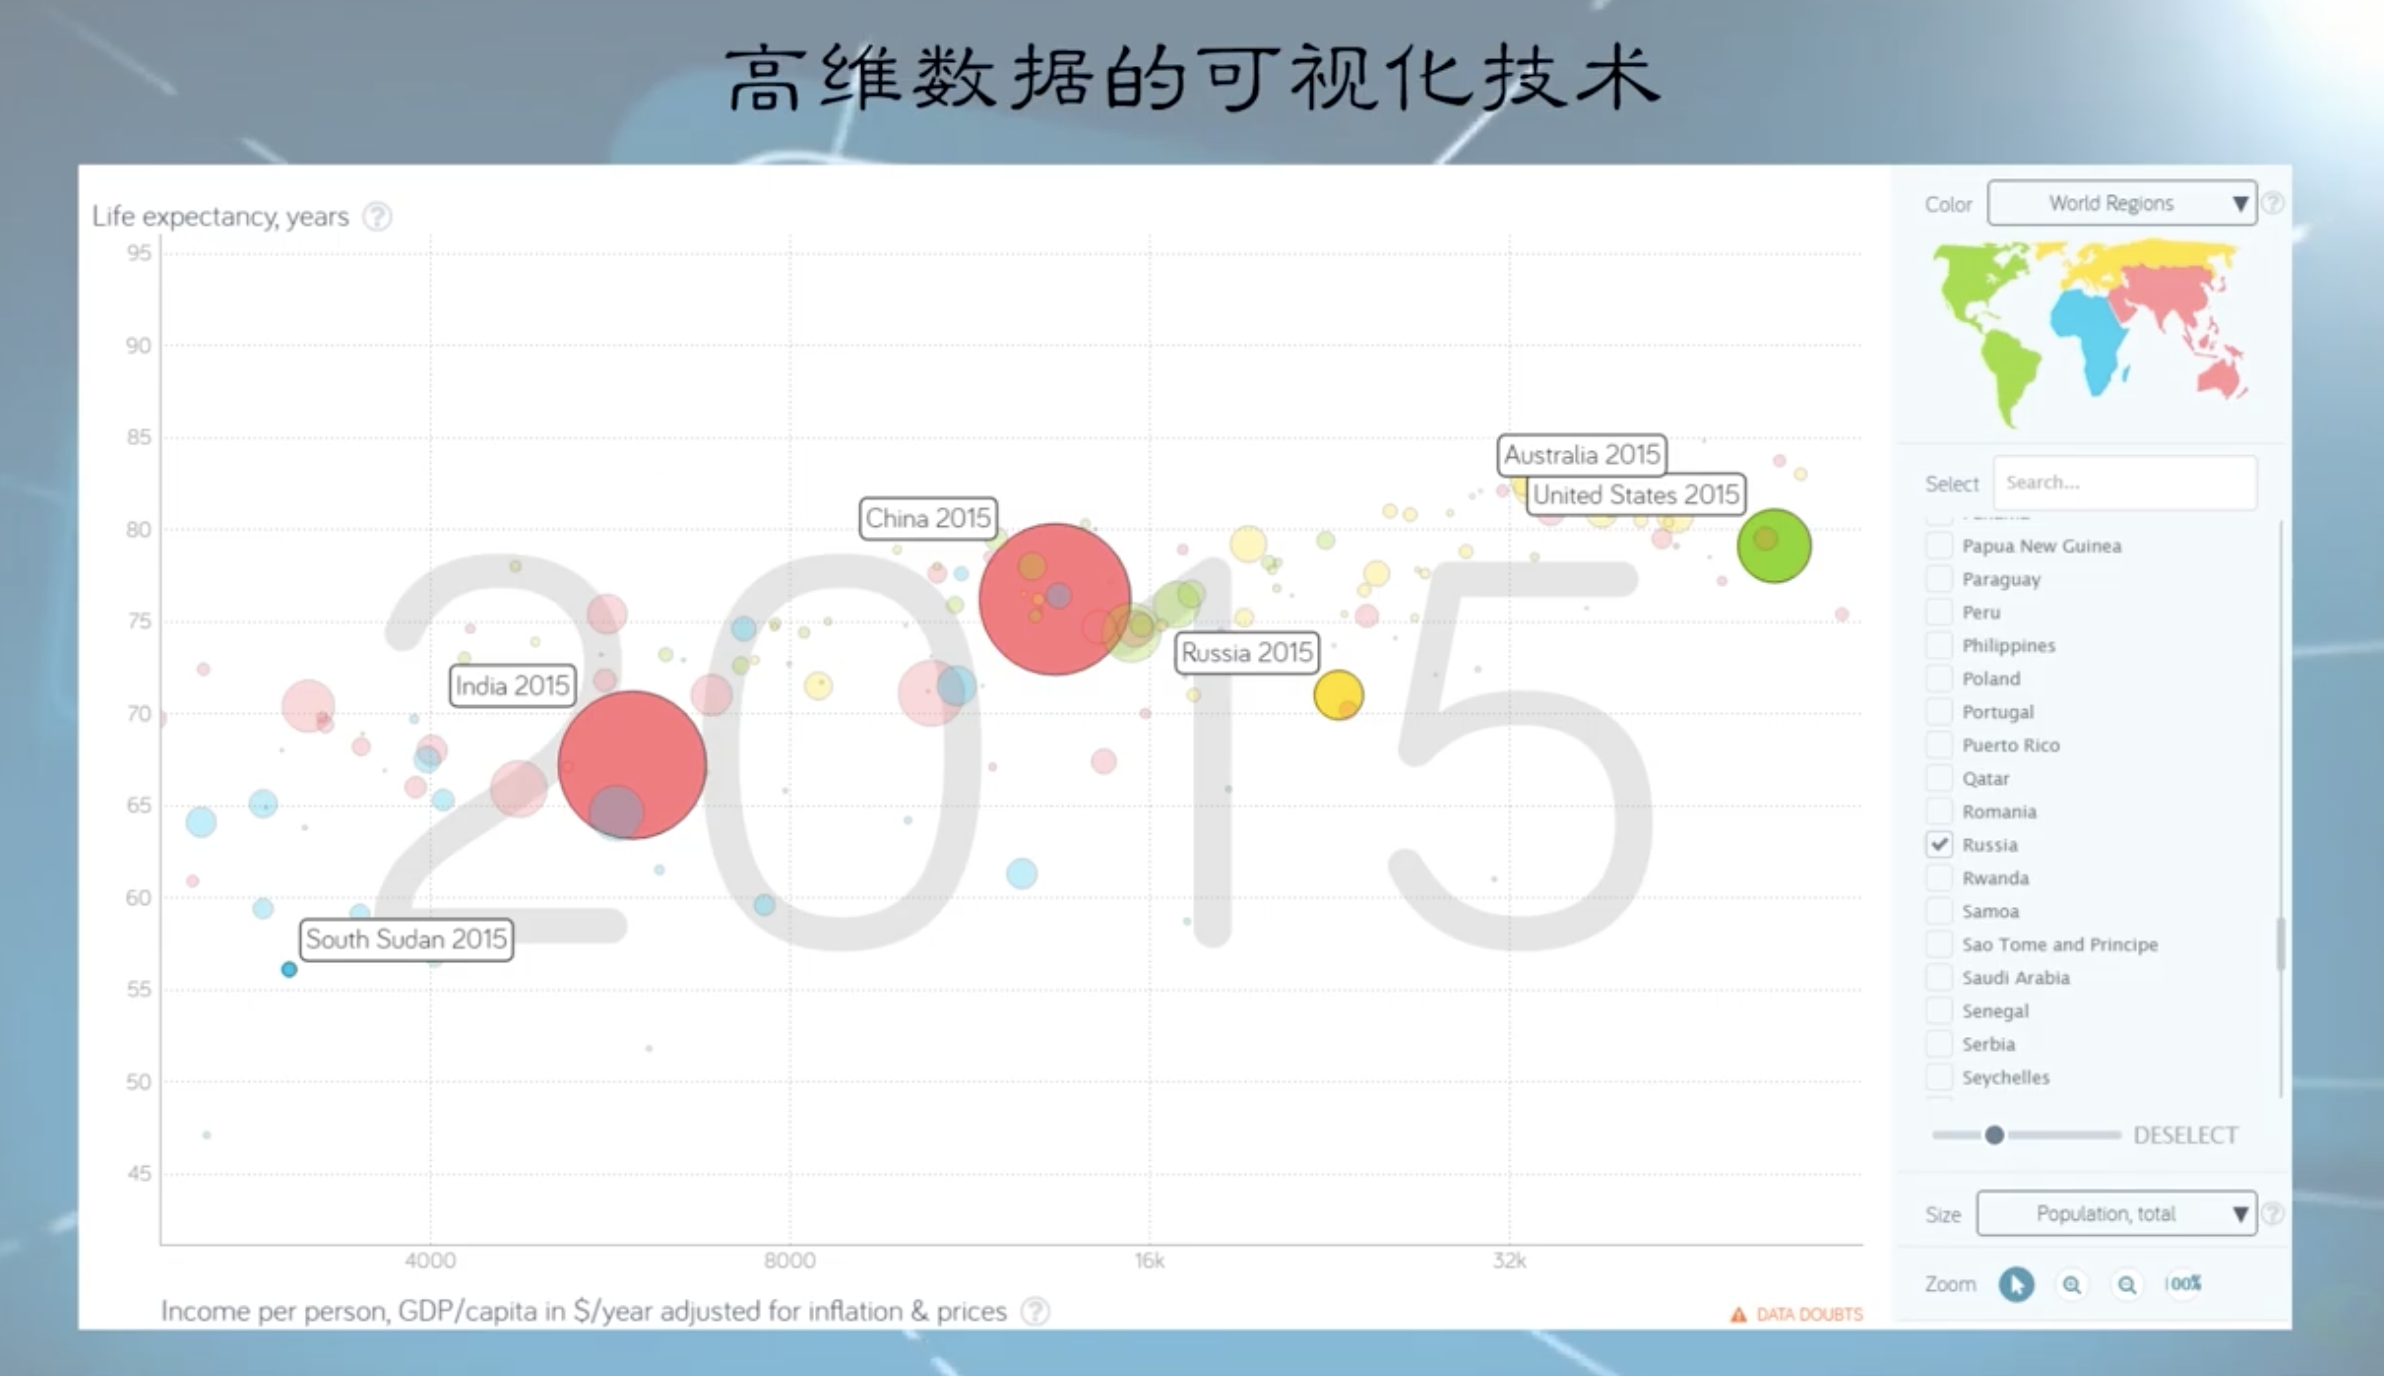 高维数据的可视化技术
Life expectancy, years ?
95
90
85
80
75
70
65
60
55
50
45
2015
Australia 2015
United States 2015
China 2015
Russia 2015
India 2015
South Sudan 2015
4000 8000 16k 32k
Income per person, GDP/capita in $/year adjusted for inflation & prices ?
DATA DOUBTS
Color World Regions ▼ ?
Select Search...
Papua New Guinea
Paraguay
Peru
Philippines
Poland
Portugal
Puerto Rico
Qatar
Romania
Russia
Rwanda
Samoa
Sao Tome and Principe
Saudi Arabia
Senegal
Serbia
Seychelles
DESELECT
Size Population, total ▼ ?
Zoom 100%